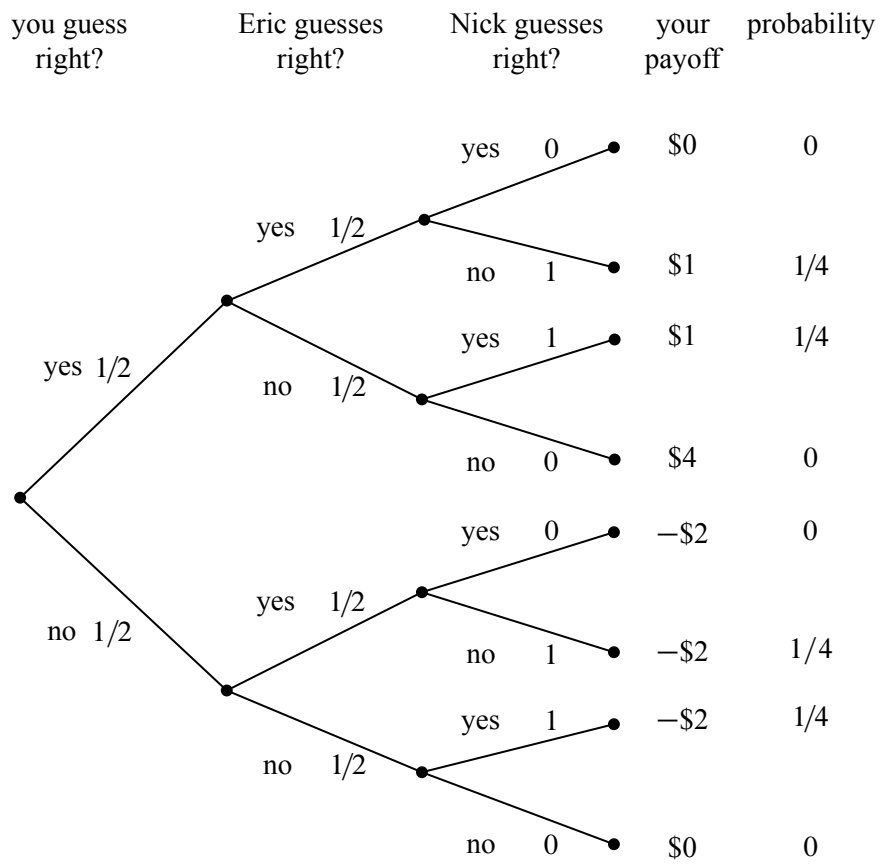 you guess right?
Eric guesses right?
Nick guesses right?
your payoff
probability
yes 0 $0 0
yes 1/2
no 1 $1 1/4
yes 1 $1 1/4
yes 1/2
no 1/2
no 0 $4 0
yes 0 −$2 0
yes 1/2
no 1/2
no 1 −$2 1/4
yes 1 −$2 1/4
no 1/2
no 0 $0 0